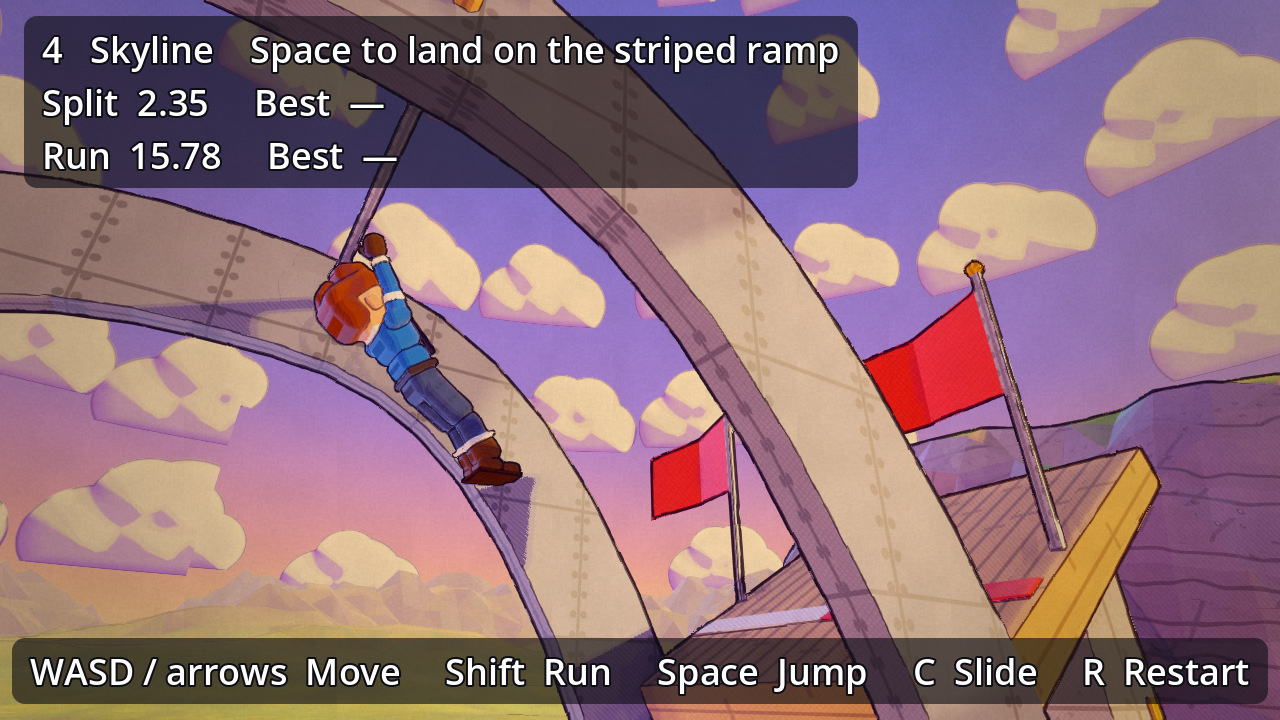 4 Skyline Space to land on the striped ramp
Split 2.35 Best —
Run 15.78 Best —
WASD / arrows Move Shift Run Space Jump C Slide R Restart